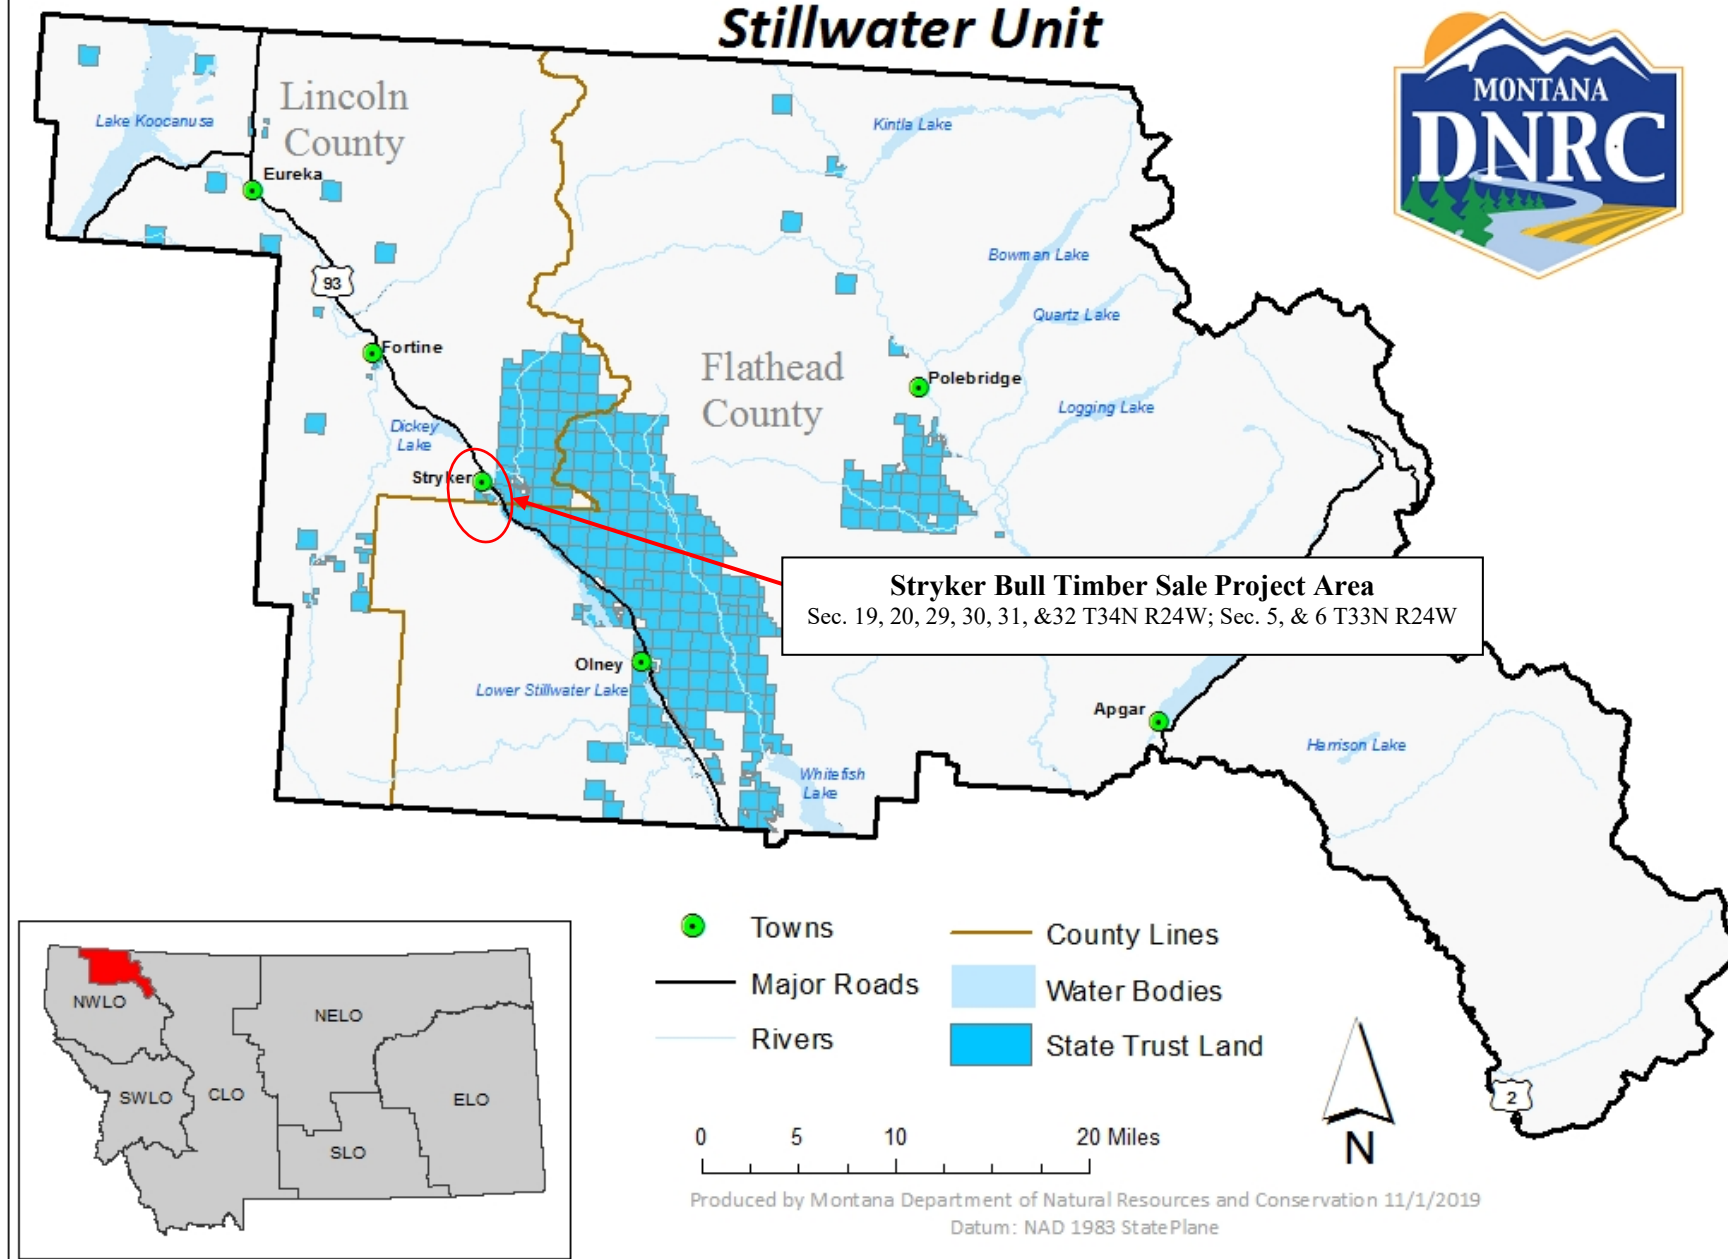 Stillwater Unit
MONTANA
DNRC
Lincoln
County
Lake Koocanusa
Kintla Lake
Eureka
93
Bowman Lake
Quartz Lake
Fortine
Flathead
County
Polebridge
Dickey
Lake
Logging Lake
Stryker
Stryker Bull Timber Sale Project Area
Sec. 19, 20, 29, 30, 31, &32 T34N R24W; Sec. 5, & 6 T33N R24W
Olney
Lower Stillwater Lake
Apgar
Harrison Lake
Whitefish
Lake
Towns
County Lines
Major Roads
Water Bodies
Rivers
State Trust Land
NWLO
NELO
SWLO
CLO
ELO
SLO
2
0 5 10 20 Miles
N
Produced by Montana Department of Natural Resources and Conservation 11/1/2019
Datum: NAD 1983 StatePlane